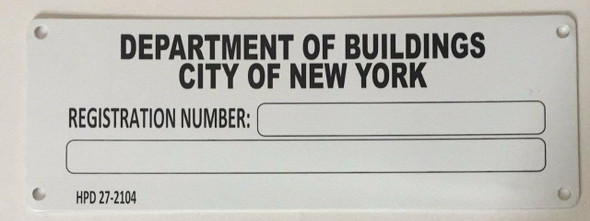 DEPARTMENT OF BUILDINGS
CITY OF NEW YORK
REGISTRATION NUMBER:
HPD 27-2104